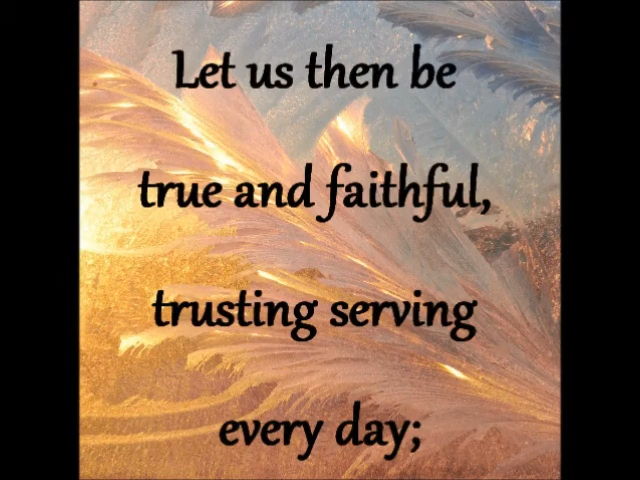 Let us then be
true and faithful,
trusting serving
every day;